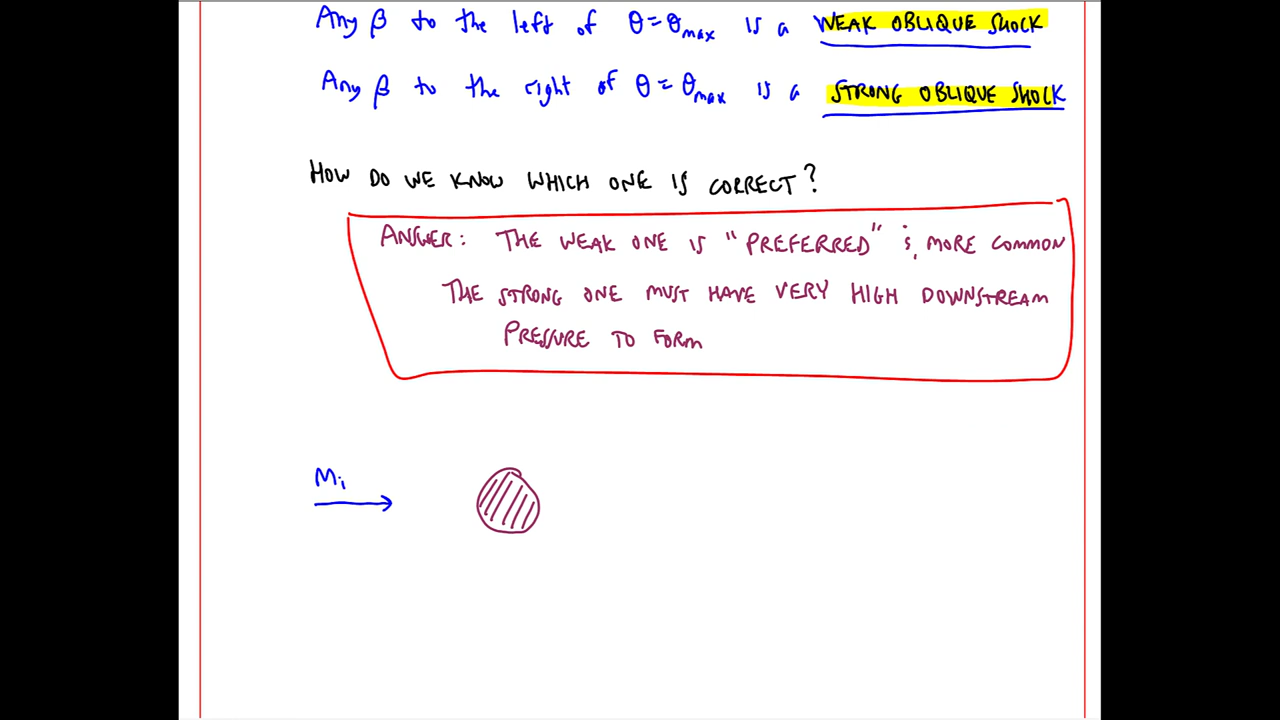 Any β to the left of θ = θmax is a WEAK OBLIQUE SHOCK
Any β to the right of θ = θmax is a STRONG OBLIQUE SHOCK
HOW DO WE KNOW WHICH ONE IS CORRECT?
ANSWER: THE WEAK ONE IS "PREFERRED" & MORE COMMON
THE STRONG ONE MUST HAVE VERY HIGH DOWNSTREAM
PRESSURE TO FORM
M₁